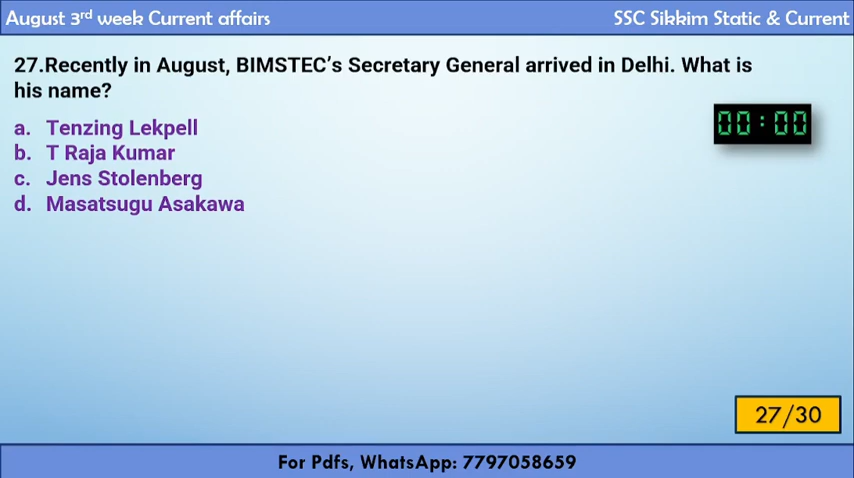 August 3rd week Current affairs
SSC Sikkim Static & Current
27.Recently in August, BIMSTEC’s Secretary General arrived in Delhi. What is
his name?
00:00
a. Tenzing Lekpell
b. T Raja Kumar
c. Jens Stolenberg
d. Masatsugu Asakawa
27/30
For Pdfs, WhatsApp: 7797058659